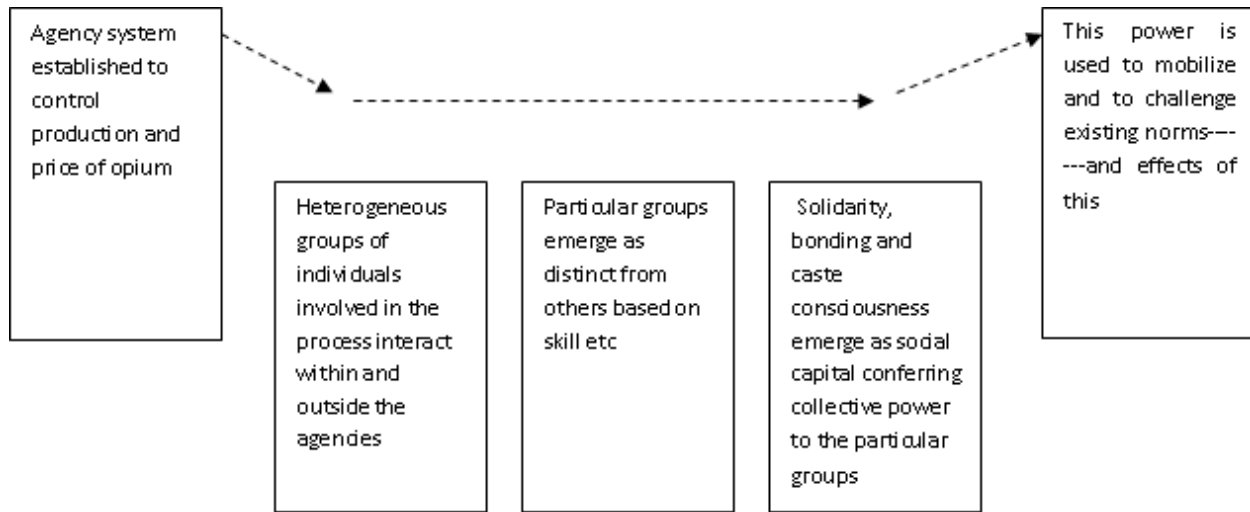 Agency system
established to
control
production and
price of opium
Heterogeneous
groups of
individuals
involved in the
process interact
within and
outside the
agencies
Particular groups
emerge as
distinct from
others based on
skill etc
Solidarity,
bonding and
caste
consciousness
emerge as social
capital conferring
collective power
to the particular
groups
This power is
used to mobilize
and to challenge
existing norms----
---and effects of
this